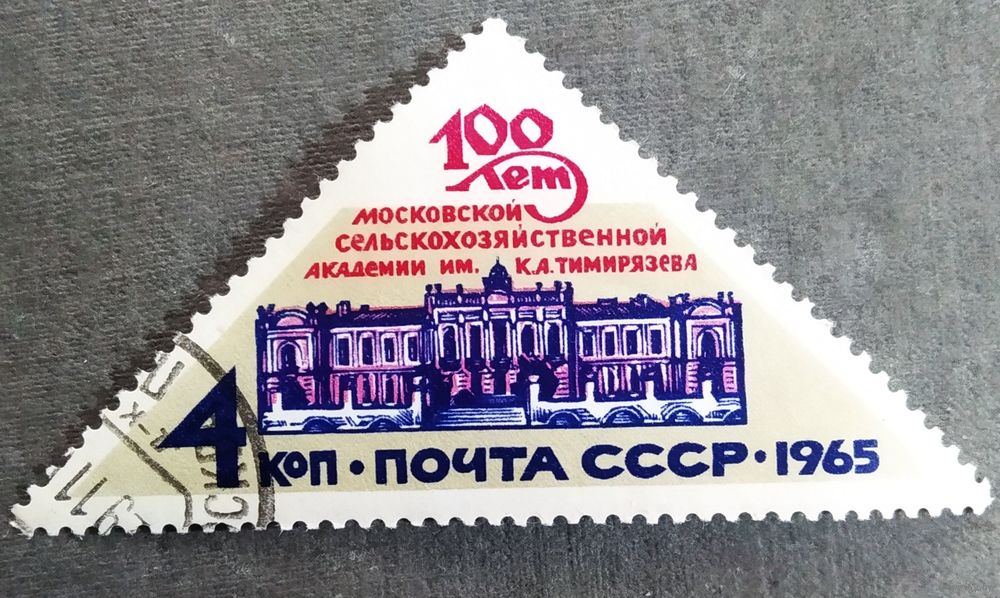 100
лет
МОСКОВСКОЙ
СЕЛЬСКОХОЗЯЙСТВЕННОЙ
АКАДЕМИИ ИМ. К.А.ТИМИРЯЗЕВА
4 КОП • ПОЧТА СССР • 1965